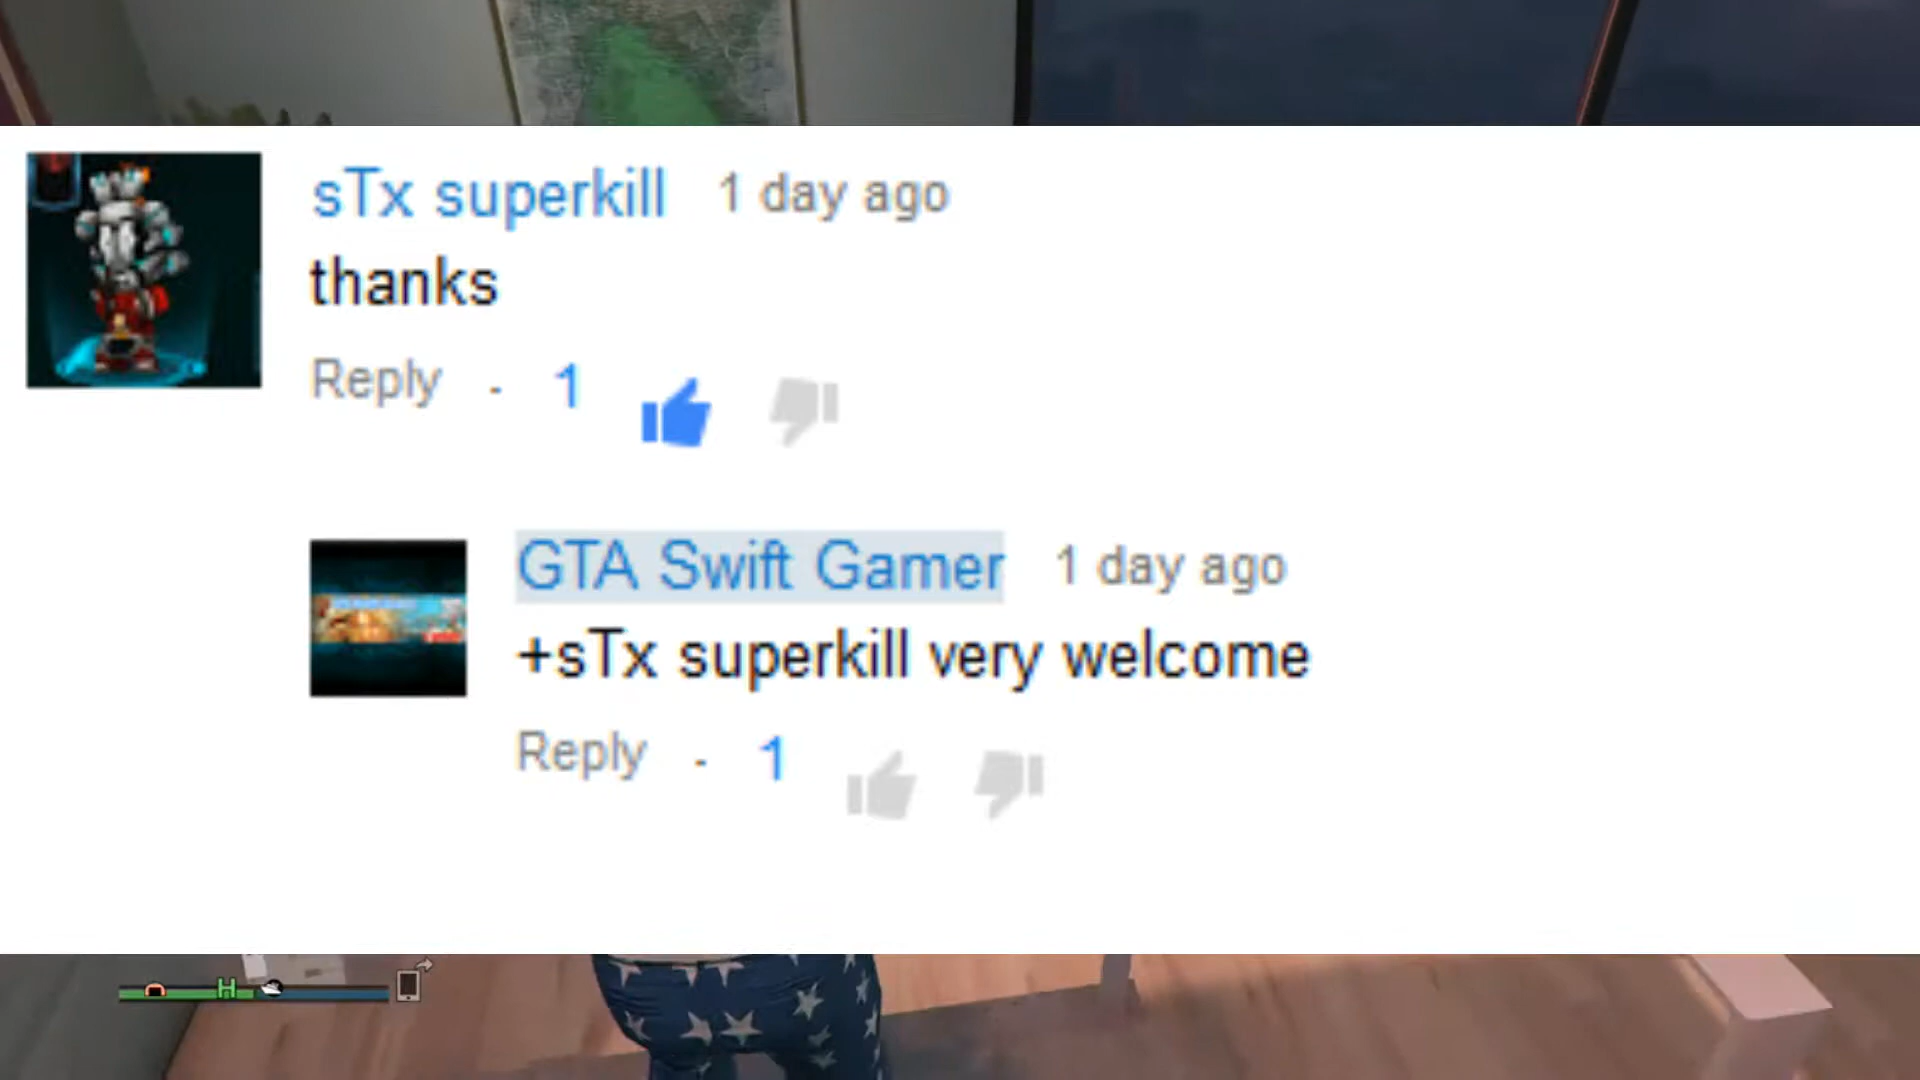 sTx superkill 1 day ago
thanks
Reply - 1
GTA Swift Gamer 1 day ago
+sTx superkill very welcome
Reply - 1
H